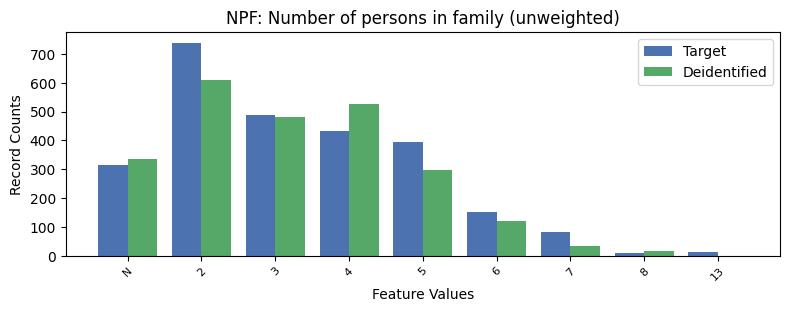 NPF: Number of persons in family (unweighted)
Target
Deidentified
Record Counts
700
600
500
400
300
200
100
0
N 2 3 4 5 6 7 8 13
Feature Values